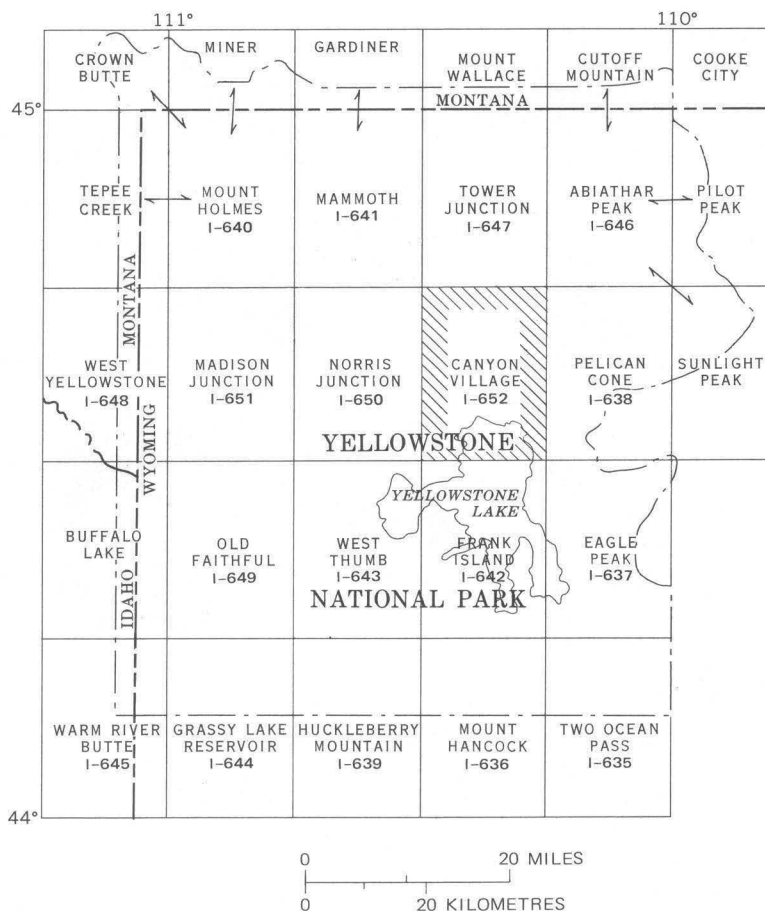 111°
110°
CROWN
BUTTE
MINER
GARDINER
MOUNT
WALLACE
CUTOFF
MOUNTAIN
COOKE
CITY
45°
MONTANA
TEPEE
CREEK
MOUNT
HOLMES
I-640
MAMMOTH
I-641
TOWER
JUNCTION
I-647
ABIATHAR
PEAK
I-646
PILOT
PEAK
MONTANA
WEST
YELLOWSTONE
I-648
WYOMING
MADISON
JUNCTION
I-651
NORRIS
JUNCTION
I-650
CANYON
VILLAGE
I-652
PELICAN
CONE
I-638
SUNLIGHT
PEAK
YELLOWSTONE
YELLOWSTONE
LAKE
BUFFALO
LAKE
IDAHO
OLD
FAITHFUL
I-649
WEST
THUMB
I-643
FRANK
ISLAND
I-642
EAGLE
PEAK
I-637
NATIONAL PARK
WARM RIVER
BUTTE
I-645
GRASSY LAKE
RESERVOIR
I-644
HUCKLEBERRY
MOUNTAIN
I-639
MOUNT
HANCOCK
I-636
TWO OCEAN
PASS
I-635
44°
0 20 MILES
0 20 KILOMETRES